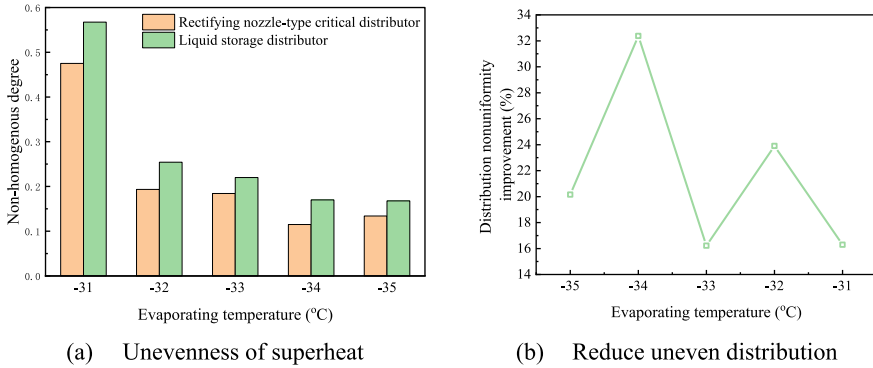 0.6
0.5
0.4
0.3
0.2
0.1
0.0
Non-homogenous degree
Rectifying nozzle-type critical distributor
Liquid storage distributor
-31 -32 -33 -34 -35
Evaporating temperature (°C)
(a) Unevenness of superheat
34
32
30
28
26
24
22
20
18
16
14
Distribution nonuniformity
improvement (%)
-35 -34 -33 -32 -31
Evaporating temperature (°C)
(b) Reduce uneven distribution